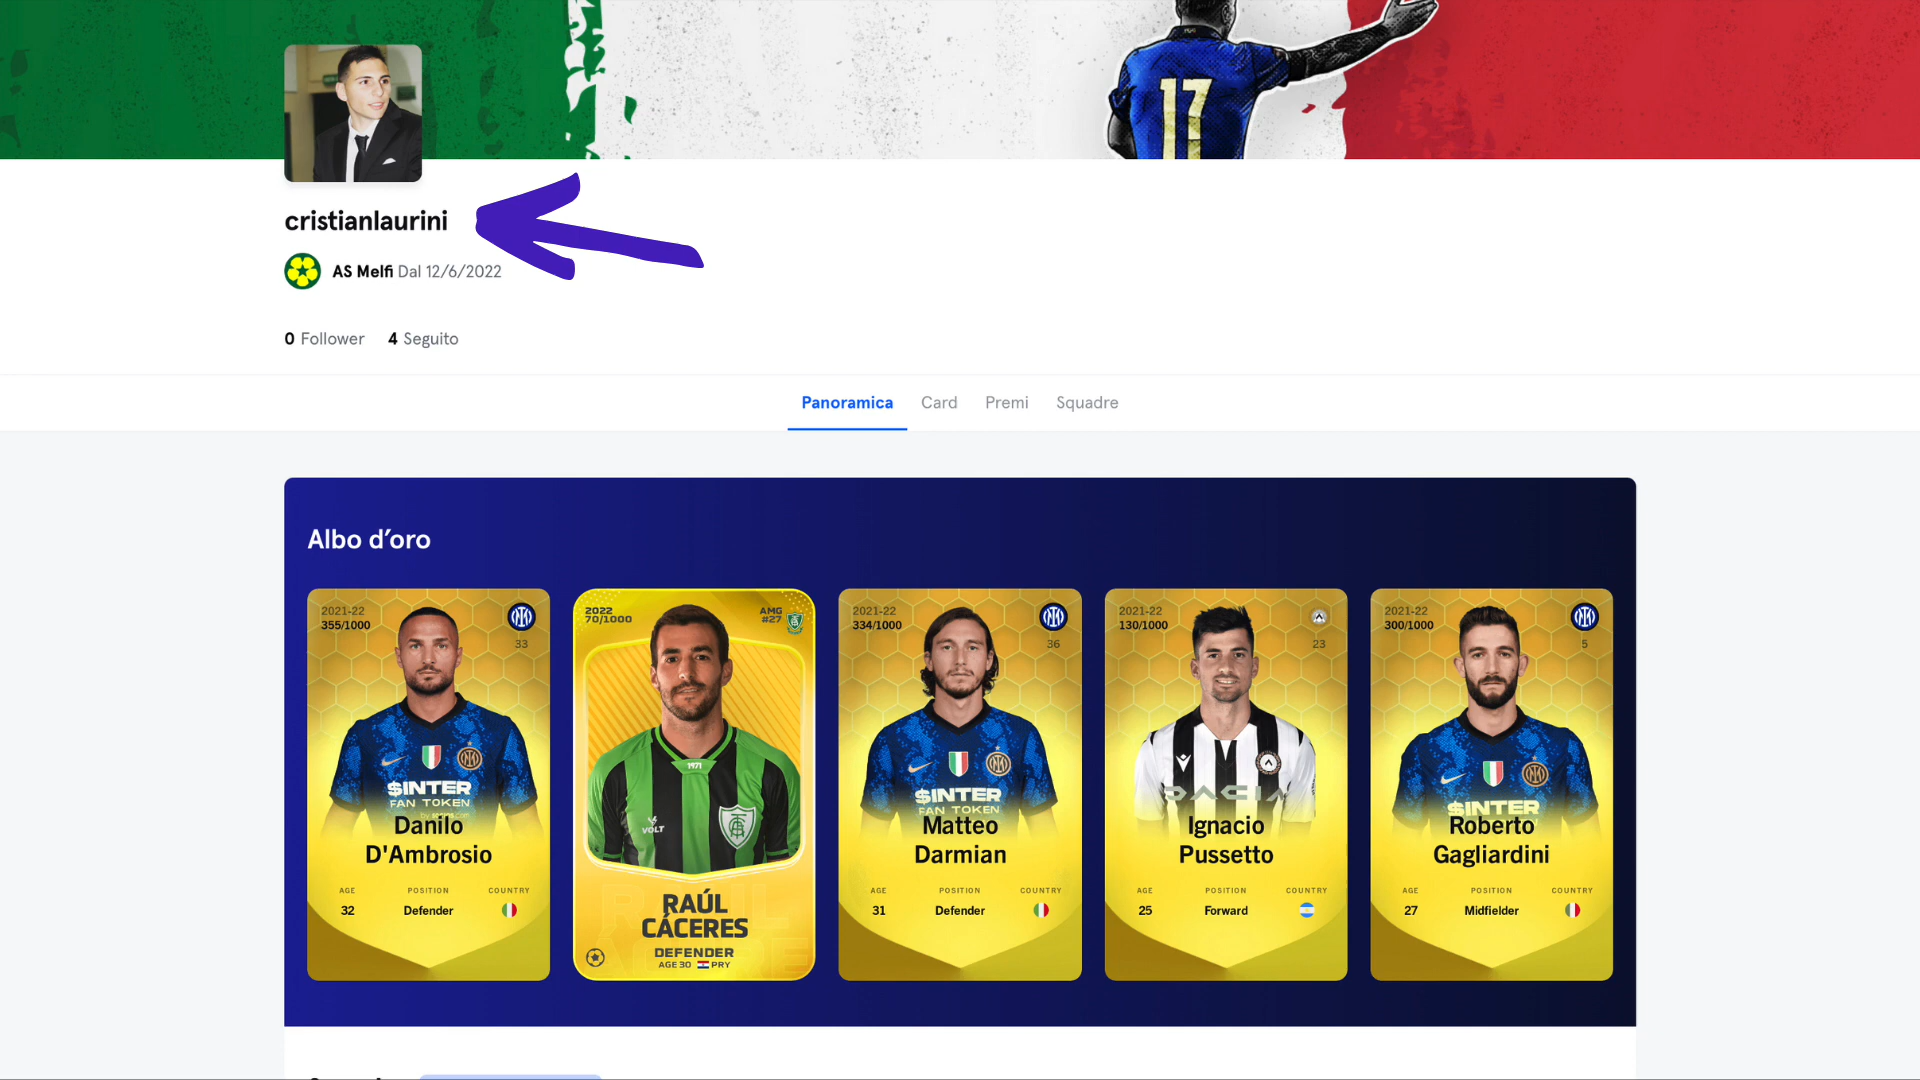 17
cristianlaurini
AS Melfi Dal 12/6/2022
0 Follower 4 Seguito
Panoramica Card Premi Squadre
Albo d'oro
2021-22
355/1000
33
$INTER
FAN TOKEN
Danilo
D'Ambrosio
AGE POSITION COUNTRY
32 Defender
2022
70/1000
AMG
#27
1971
VOLT
RAÚL
CÁCERES
DEFENDER
AGE 30 PRY
2021-22
334/1000
36
$INTER
FAN TOKEN
Matteo
Darmian
AGE POSITION COUNTRY
31 Defender
2021-22
130/1000
23
DACIA
Ignacio
Pussetto
AGE POSITION COUNTRY
25 Forward
2021-22
300/1000
5
$INTER
Roberto
Gagliardini
AGE POSITION COUNTRY
27 Midfielder